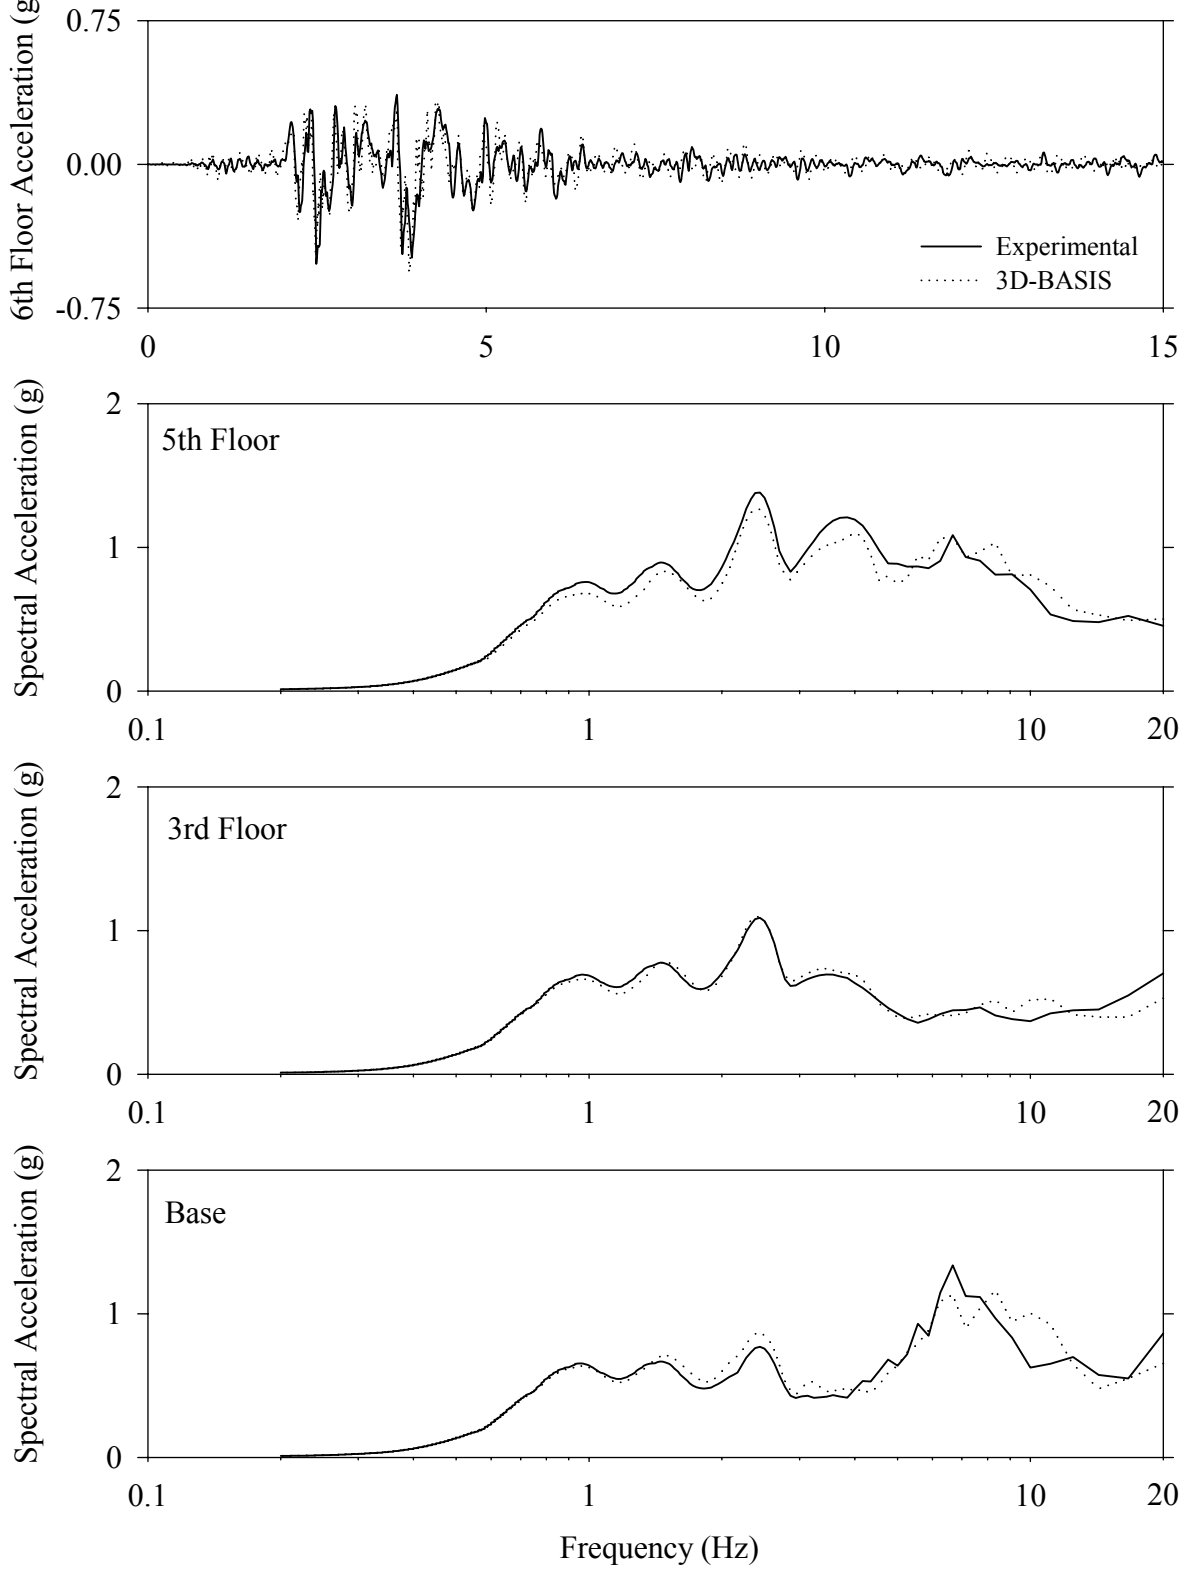 6th Floor Acceleration (g)
0.75
0.00
-0.75
Experimental
3D-BASIS
0 5 10 15
Spectral Acceleration (g)
2
1
0
5th Floor
0.1 1 10 20
Spectral Acceleration (g)
2
1
0
3rd Floor
0.1 1 10 20
Spectral Acceleration (g)
2
1
0
Base
0.1 1 10 20
Frequency (Hz)